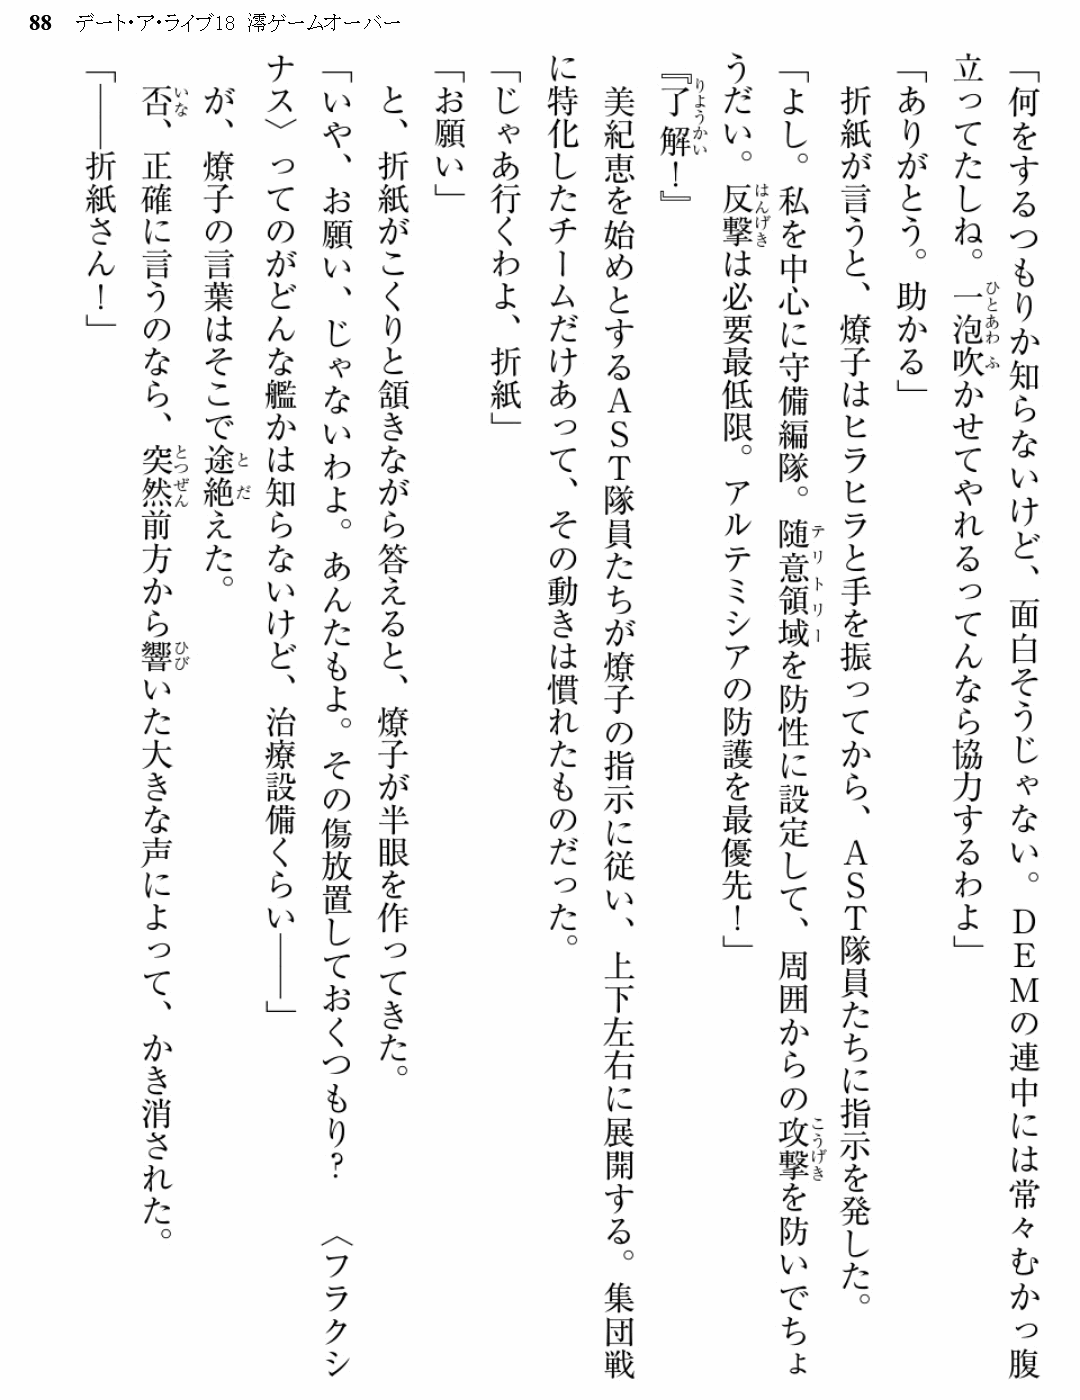 88 デート・ア・ライブ18 澪ゲームオーバー
「何をするつもりか知らないけど、面白そうじゃない。DEMの連中には常々むかっ腹
立ってたしね。一泡吹かせてやれるってんなら協力するわよ」
「ありがとう。助かる」
折紙が言うと、燎子はヒラヒラと手を振ってから、AST隊員たちに指示を発した。
「よし。私を中心に守備編隊。随意領域を防性に設定して、周囲からの攻撃を防いでちょ
うだい。反撃は必要最低限。アルテミシアの防護を最優先！」
『了解！』
美紀恵を始めとするAST隊員たちが燎子の指示に従い、上下左右に展開する。集団戦
に特化したチームだけあって、その動きは慣れたものだった。
「じゃあ行くわよ、折紙」
「お願い」
と、折紙がこくりと頷きながら答えると、燎子が半眼を作ってきた。
「いや、お願い、じゃないわよ。あんたもよ。その傷放置しておくつもり？　〈フラクシ
ナス〉ってのがどんな艦かは知らないけど、治療設備くらい――」
が、燎子の言葉はそこで途絶えた。
否、正確に言うのなら、突然前方から響いた大きな声によって、かき消された。
「――折紙さん！」